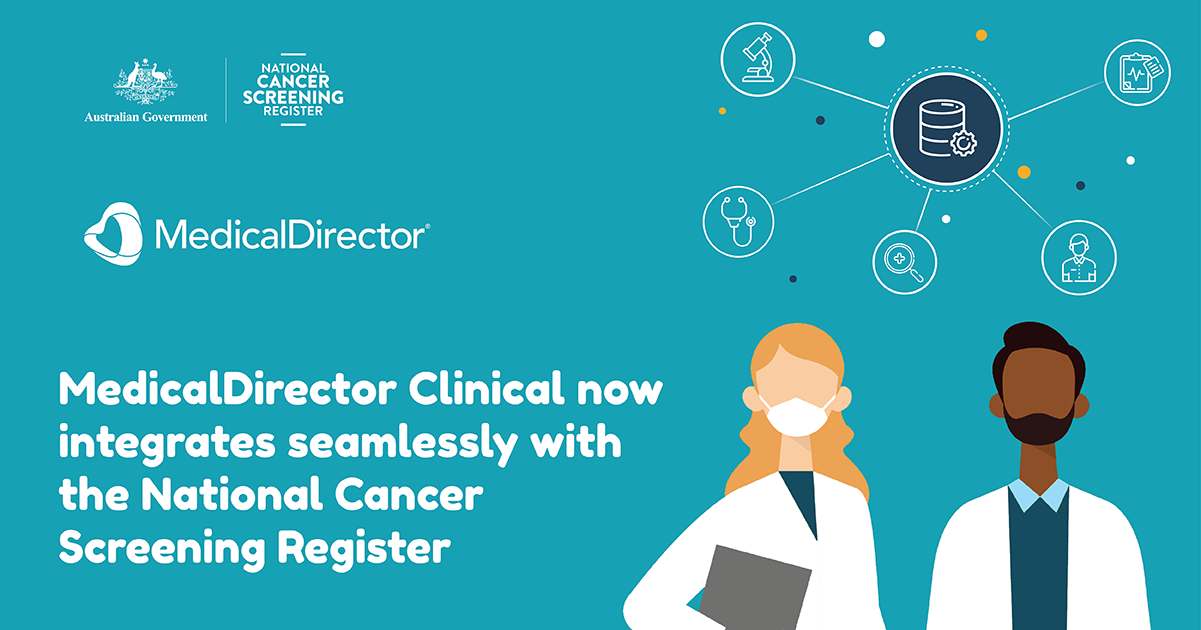 Australian Government
NATIONAL
CANCER
SCREENING
REGISTER
MedicalDirector®
MedicalDirector Clinical now
integrates seamlessly with
the National Cancer
Screening Register